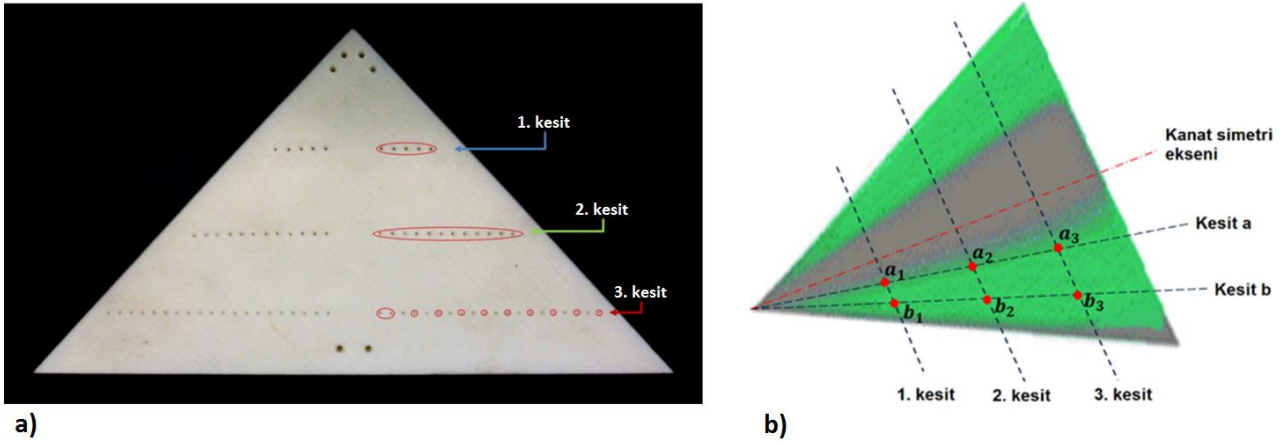 1. kesit
2. kesit
3. kesit
a)
Kanat simetri
ekseni
Kesit a
Kesit b
a₁
a₂
a₃
b₁
b₂
b₃
1. kesit
2. kesit
3. kesit
b)